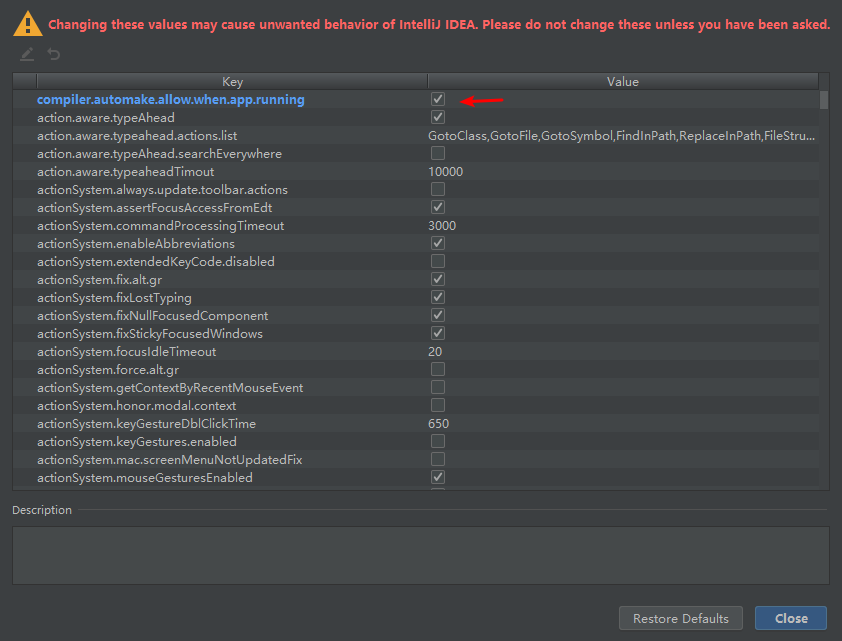 Changing these values may cause unwanted behavior of IntelliJ IDEA. Please do not change these unless you have been asked.
Key Value
compiler.automake.allow.when.app.running
action.aware.typeAhead
action.aware.typeahead.actions.list GotoClass,GotoFile,GotoSymbol,FindInPath,ReplaceInPath,FileStru...
action.aware.typeAhead.searchEverywhere
action.aware.typeaheadTimout 10000
actionSystem.always.update.toolbar.actions
actionSystem.assertFocusAccessFromEdt
actionSystem.commandProcessingTimeout 3000
actionSystem.enableAbbreviations
actionSystem.extendedKeyCode.disabled
actionSystem.fix.alt.gr
actionSystem.fixLostTyping
actionSystem.fixNullFocusedComponent
actionSystem.fixStickyFocusedWindows
actionSystem.focusIdleTimeout 20
actionSystem.force.alt.gr
actionSystem.getContextByRecentMouseEvent
actionSystem.honor.modal.context
actionSystem.keyGestureDblClickTime 650
actionSystem.keyGestures.enabled
actionSystem.mac.screenMenuNotUpdatedFix
actionSystem.mouseGesturesEnabled
Description
Restore Defaults Close